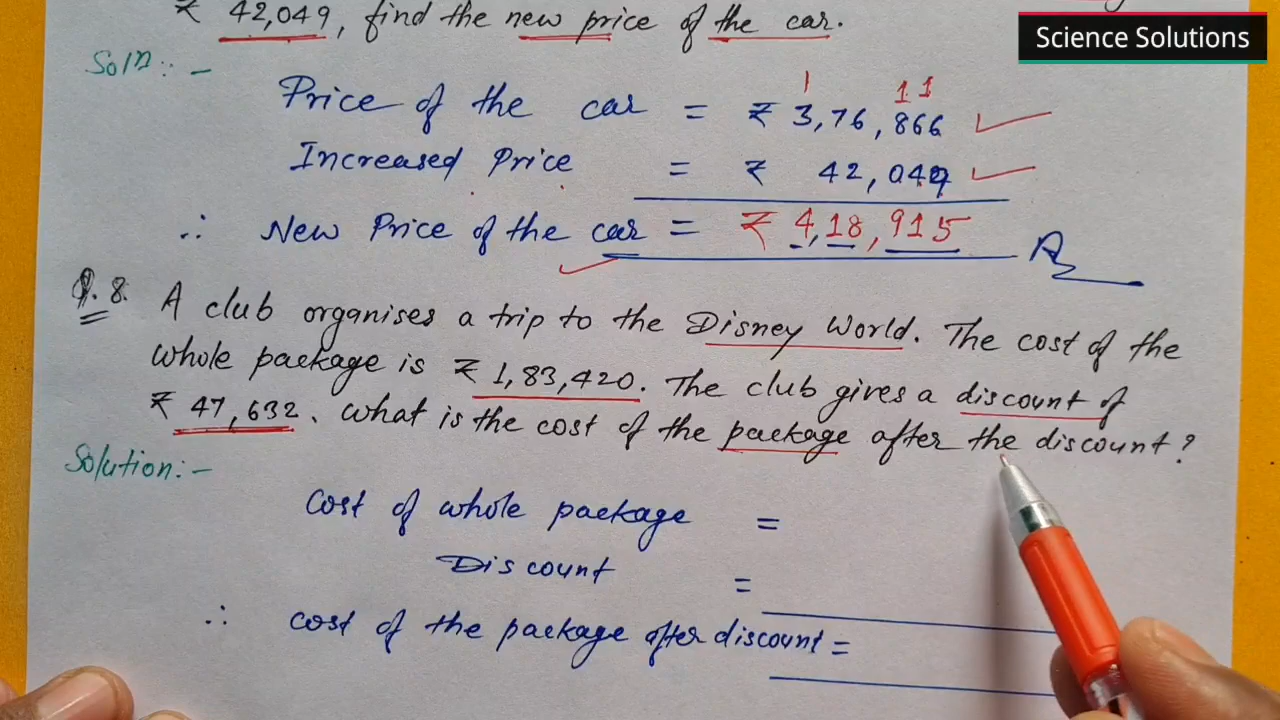 ₹ 42,049, find the new price of the car.
Science Solutions
Soln:-
1 1 1
Price of the car = ₹ 3,76,866
Increased Price = ₹ 42,049
∴ New Price of the car = ₹ 4,18,915
Q.8. A club organises a trip to the Disney World. The cost of the
whole package is ₹ 1,83,420. The club gives a discount of
₹ 47,632. What is the cost of the package after the discount?
Solution:-
Cost of whole package =
Discount =
∴ cost of the package after discount =